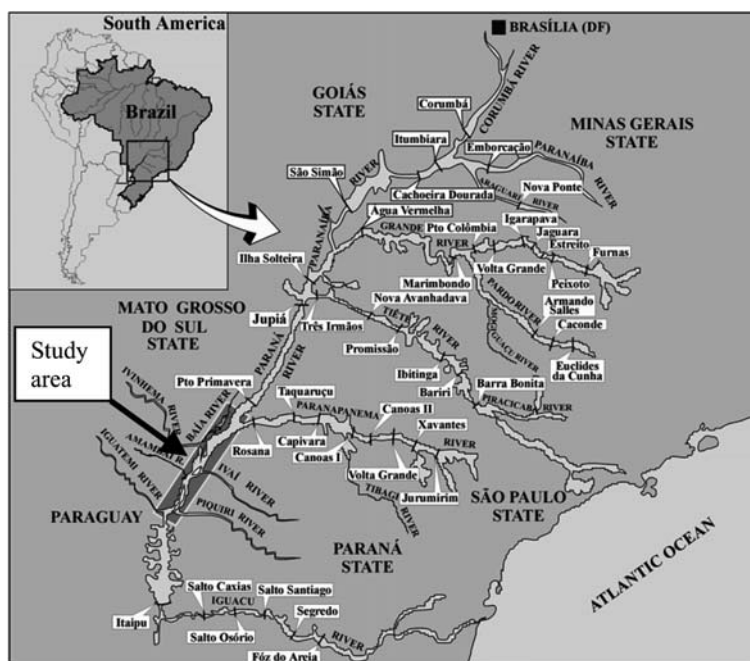 South America
Brazil
BRASÍLIA (DF)
GOIÁS
STATE
CORUMBÁ RIVER
Corumbá
MINAS GERAIS
STATE
Itumbiara
Emborcação
PARANAÍBA
RIVER
São Simão
RIVER
Cachoeira Dourada
ARAGUARI
RIVER
Nova Ponte
PARANAÍBA
Água Vermelha
GRANDE
Pto Colômbia
RIVER
Igarapava
Jaguara
Estreito
Furnas
Ilha Solteira
Marimbondo
Volta Grande
Peixoto
MATO GROSSO
DO SUL
STATE
Jupiá
Três Irmãos
Nova Avanhadava
TIÊTE
RIVER
PARDO RIVER
Armando
Salles
Caconde
Promissão
Euclides
da Cunha
Study
area
PARANÁ
RIVER
Ibitinga
Bariri
Barra Bonita
PIRACICAB
RIVER
IVINHEMA
RIVER
Pto Primavera
BAÍA RIVER
Taquaruçu
PARANAPANEMA
Canoas II
Xavantes
RIVER
Rosana
Capivara
Canoas I
Volta Grande
Jurumirim
IGUATEMI RIVER
IVAÍ RIVER
TIBAGI
RIVER
SÃO PAULO
STATE
PARAGUAY
PIQUIRI RIVER
PARANÁ
STATE
ATLANTIC OCEAN
Salto Caxias
Salto Santiago
IGUACU
Segredo
Itaipu
Salto Osório
RIVER
Fóz do Areia